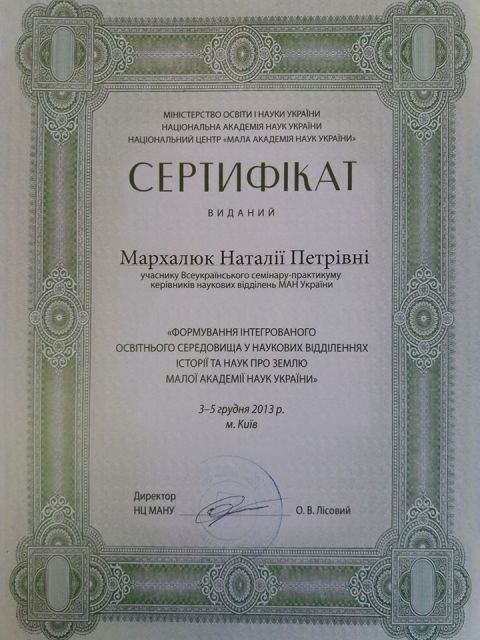 МІНІСТЕРСТВО ОСВІТИ І НАУКИ УКРАЇНИ
НАЦІОНАЛЬНА АКАДЕМІЯ НАУК УКРАЇНИ
НАЦІОНАЛЬНИЙ ЦЕНТР «МАЛА АКАДЕМІЯ НАУК УКРАЇНИ»
СЕРТИФІКАТ
ВИДАНИЙ
Мархалюк Наталії Петрівні
учаснику Всеукраїнського семінару-практикуму
керівників наукових відділень МАН України
«ФОРМУВАННЯ ІНТЕГРОВАНОГО
ОСВІТНЬОГО СЕРЕДОВИЩА У НАУКОВИХ ВІДДІЛЕННЯХ
ІСТОРІЇ ТА НАУК ПРО ЗЕМЛЮ
МАЛОЇ АКАДЕМІЇ НАУК УКРАЇНИ»
3–5 грудня 2013 р.
м. Київ
Директор
НЦ МАНУ О. В. Лісовий